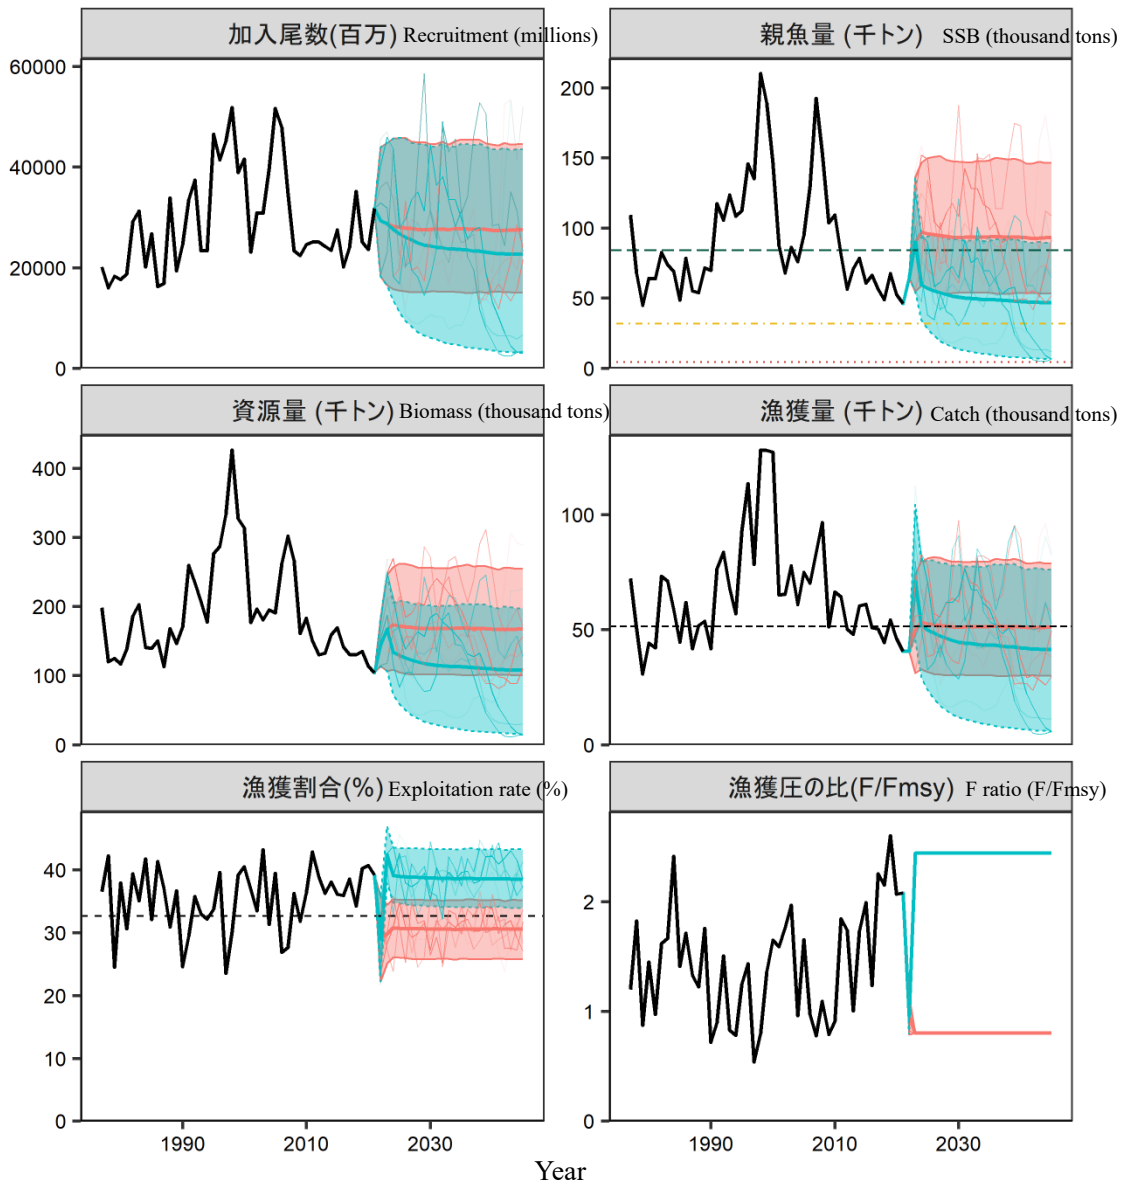 加入尾数(百万) Recruitment (millions)
親魚量 (千トン) SSB (thousand tons)
60000
40000
20000
0
200
150
100
50
0
資源量 (千トン) Biomass (thousand tons)
漁獲量 (千トン) Catch (thousand tons)
400
300
200
100
0
100
50
0
漁獲割合(%) Exploitation rate (%)
漁獲圧の比(F/Fmsy) F ratio (F/Fmsy)
40
30
20
10
0
2
1
0
1990 2010 2030
1990 2010 2030
Year